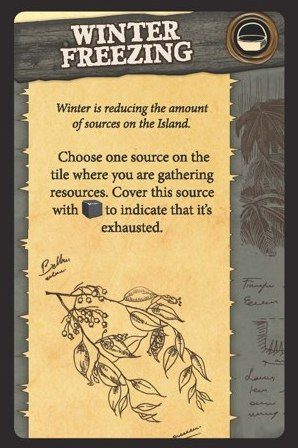 WINTER
FREEZING
Winter is reducing the amount
of sources on the Island.
Choose one source on the
tile where you are gathering
resources. Cover this source
with to indicate that it's
exhausted.